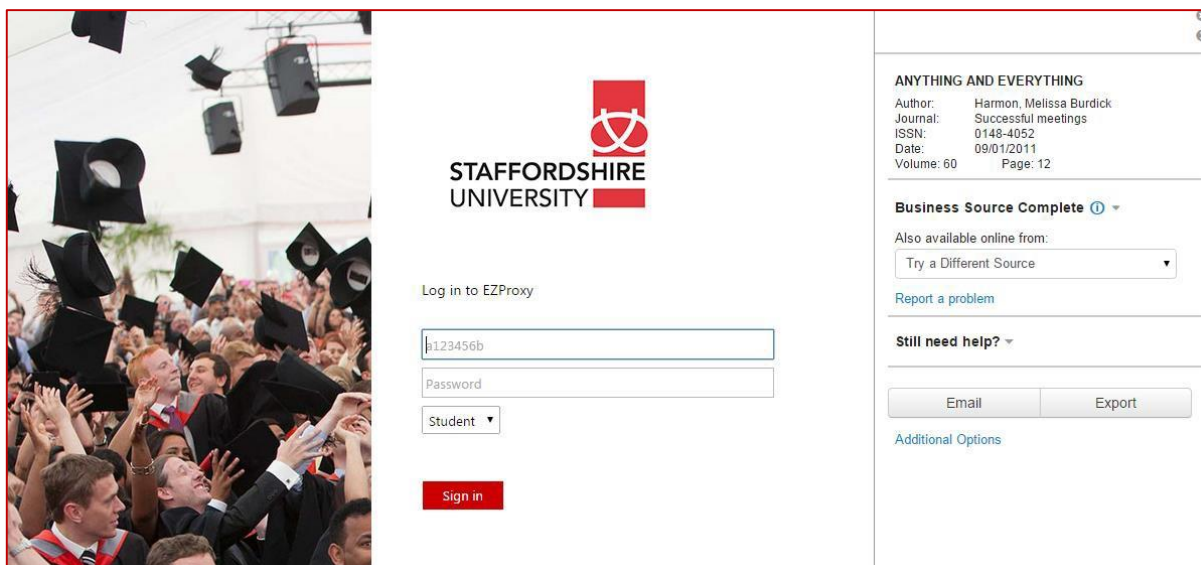 STAFFORDSHIRE
UNIVERSITY
Log in to EZProxy
a123456b
Password
Student
Sign in
ANYTHING AND EVERYTHING
Author: Harmon, Melissa Burdick
Journal: Successful meetings
ISSN: 0148-4052
Date: 09/01/2011
Volume: 60 Page: 12
Business Source Complete
Also available online from:
Try a Different Source
Report a problem
Still need help?
Email Export
Additional Options